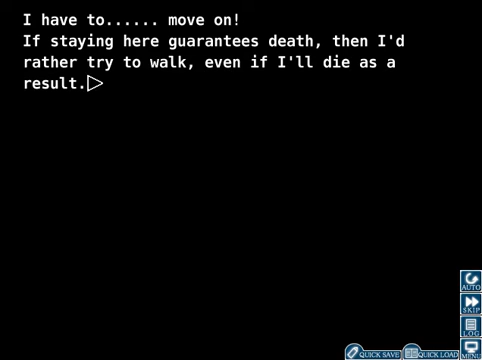 I have to...... move on!
If staying here guarantees death, then I'd
rather try to walk, even if I'll die as a
result.
AUTO
SKIP
LOG
QUICK SAVE
QUICK LOAD
MENU